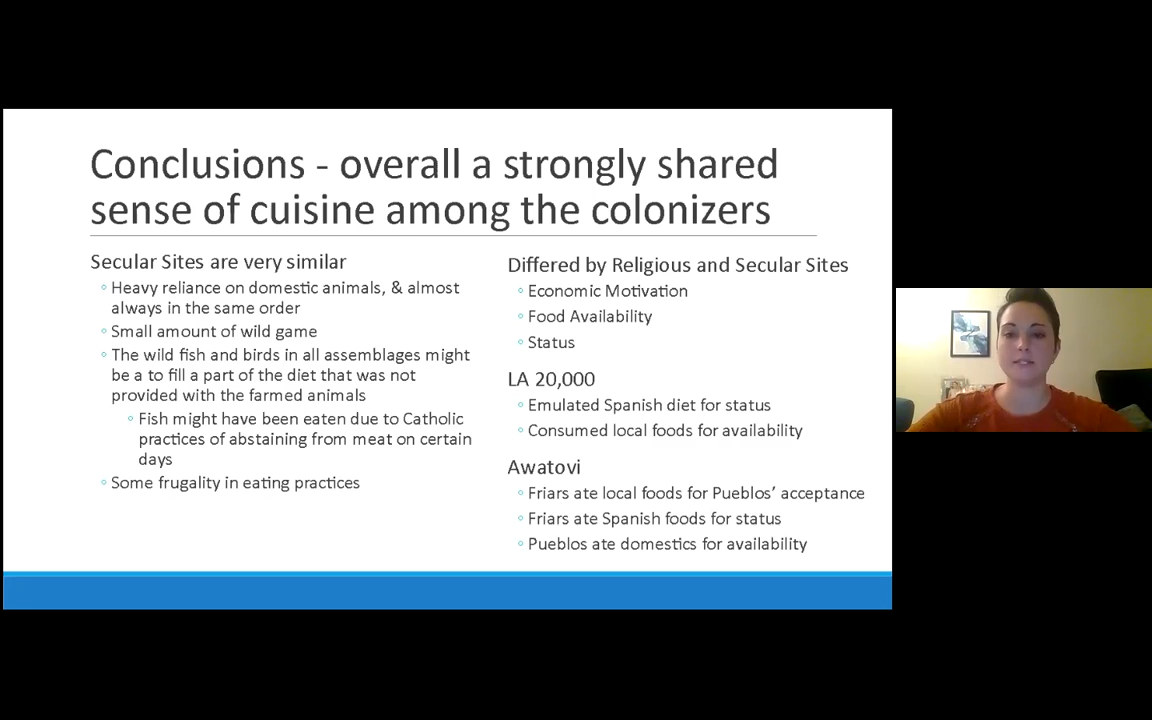 Conclusions - overall a strongly shared
sense of cuisine among the colonizers
Secular Sites are very similar
◦ Heavy reliance on domestic animals, & almost
always in the same order
◦ Small amount of wild game
◦ The wild fish and birds in all assemblages might
be a to fill a part of the diet that was not
provided with the farmed animals
◦ Fish might have been eaten due to Catholic
practices of abstaining from meat on certain
days
◦ Some frugality in eating practices
Differed by Religious and Secular Sites
◦ Economic Motivation
◦ Food Availability
◦ Status
LA 20,000
◦ Emulated Spanish diet for status
◦ Consumed local foods for availability
Awatovi
◦ Friars ate local foods for Pueblos’ acceptance
◦ Friars ate Spanish foods for status
◦ Pueblos ate domestics for availability